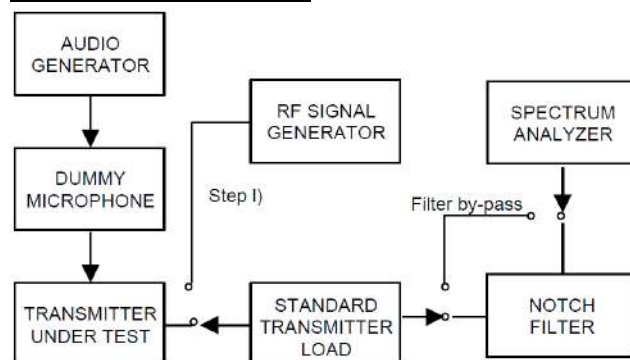 AUDIO
GENERATOR
RF SIGNAL
GENERATOR
SPECTRUM
ANALYZER
DUMMY
MICROPHONE
Step I)
Filter by-pass
TRANSMITTER
UNDER TEST
STANDARD
TRANSMITTER
LOAD
NOTCH
FILTER